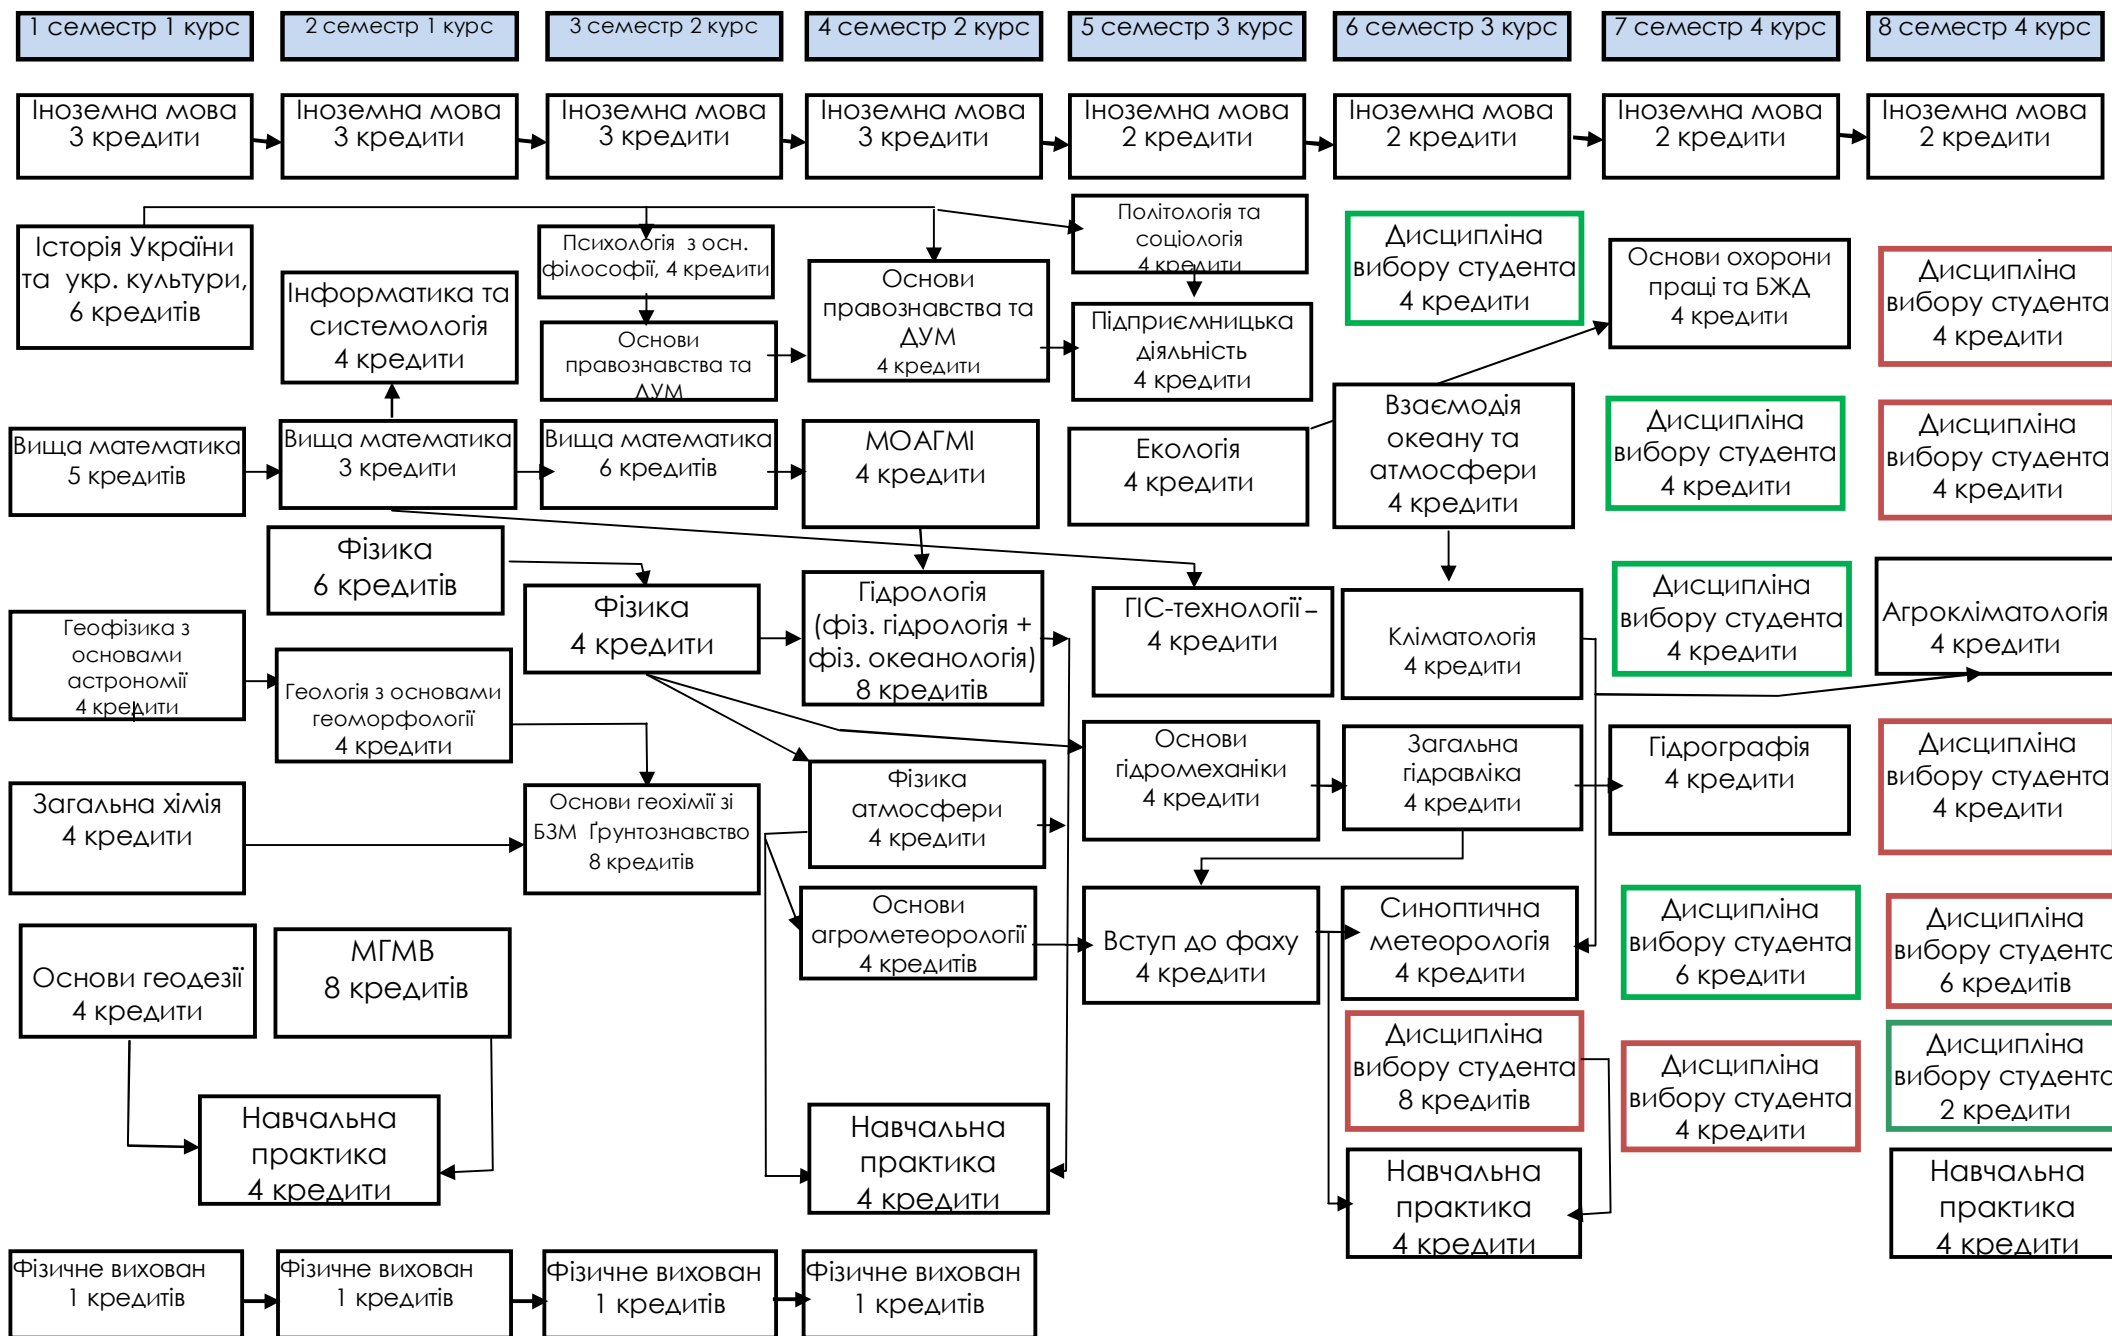 1 семестр 1 курс
2 семестр 1 курс
3 семестр 2 курс
4 семестр 2 курс
5 семестр 3 курс
6 семестр 3 курс
7 семестр 4 курс
8 семестр 4 курс
Іноземна мова
3 кредити
Іноземна мова
3 кредити
Іноземна мова
3 кредити
Іноземна мова
3 кредити
Іноземна мова
2 кредити
Іноземна мова
2 кредити
Іноземна мова
2 кредити
Іноземна мова
2 кредити
Історія України
та укр. культури,
6 кредитів
Інформатика та
системологія
4 кредити
Психологія з осн.
філософії, 4 кредити
Основи
правознавства та
ДУМ
Основи
правознавства та
ДУМ
4 кредити
Політологія та
соціологія
4 кредити
Підприємницька
діяльність
4 кредити
Дисципліна
вибору студента
4 кредити
Основи охорони
праці та БЖД
4 кредити
Дисципліна
вибору студента
4 кредити
Вища математика
5 кредитів
Вища математика
3 кредити
Вища математика
6 кредитів
МОАГМІ
4 кредити
Екологія
4 кредити
Взаємодія
океану та
атмосфери
4 кредити
Дисципліна
вибору студента
4 кредити
Дисципліна
вибору студента
4 кредити
Фізика
6 кредитів
Фізика
4 кредити
Гідрологія
(фіз. гідрологія +
фіз. океанологія)
8 кредитів
ГІС-технології –
4 кредити
Кліматологія
4 кредити
Дисципліна
вибору студента
4 кредити
Агрокліматологія
4 кредити
Геофізика з
основами
астрономії
4 кредити
Геологія з основами
геоморфології
4 кредити
Основи
гідромеханіки
4 кредити
Загальна
гідравліка
4 кредити
Гідрографія
4 кредити
Дисципліна
вибору студента
4 кредити
Загальна хімія
4 кредити
Основи геохімії зі
БЗМ Ґрунтознавство
8 кредитів
Фізика
атмосфери
4 кредити
Основи
агрометеорології
4 кредитів
Вступ до фаху
4 кредити
Синоптична
метеорологія
4 кредити
Дисципліна
вибору студента
6 кредити
Дисципліна
вибору студента
6 кредитів
Основи геодезії
4 кредити
МГМВ
8 кредитів
Дисципліна
вибору студента
8 кредитів
Дисципліна
вибору студента
4 кредити
Дисципліна
вибору студента
2 кредити
Навчальна
практика
4 кредити
Навчальна
практика
4 кредити
Навчальна
практика
4 кредити
Навчальна
практика
4 кредити
Фізичне вихован
1 кредитів
Фізичне вихован
1 кредитів
Фізичне вихован
1 кредитів
Фізичне вихован
1 кредитів